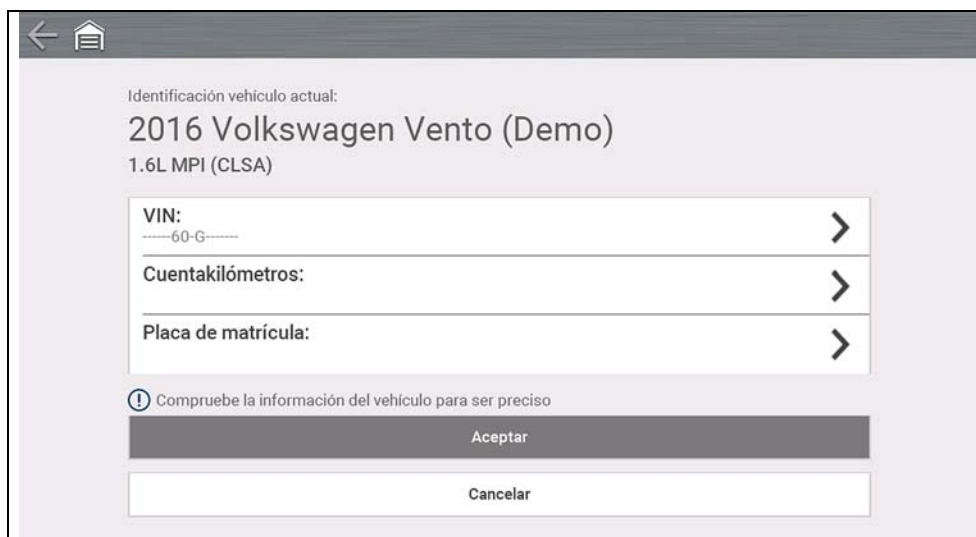 Identificación vehículo actual:
2016 Volkswagen Vento (Demo)
1.6L MPI (CLSA)
VIN:
------60-G-------
Cuentakilómetros:
Placa de matrícula:
Compruebe la información del vehículo para ser preciso
Aceptar
Cancelar